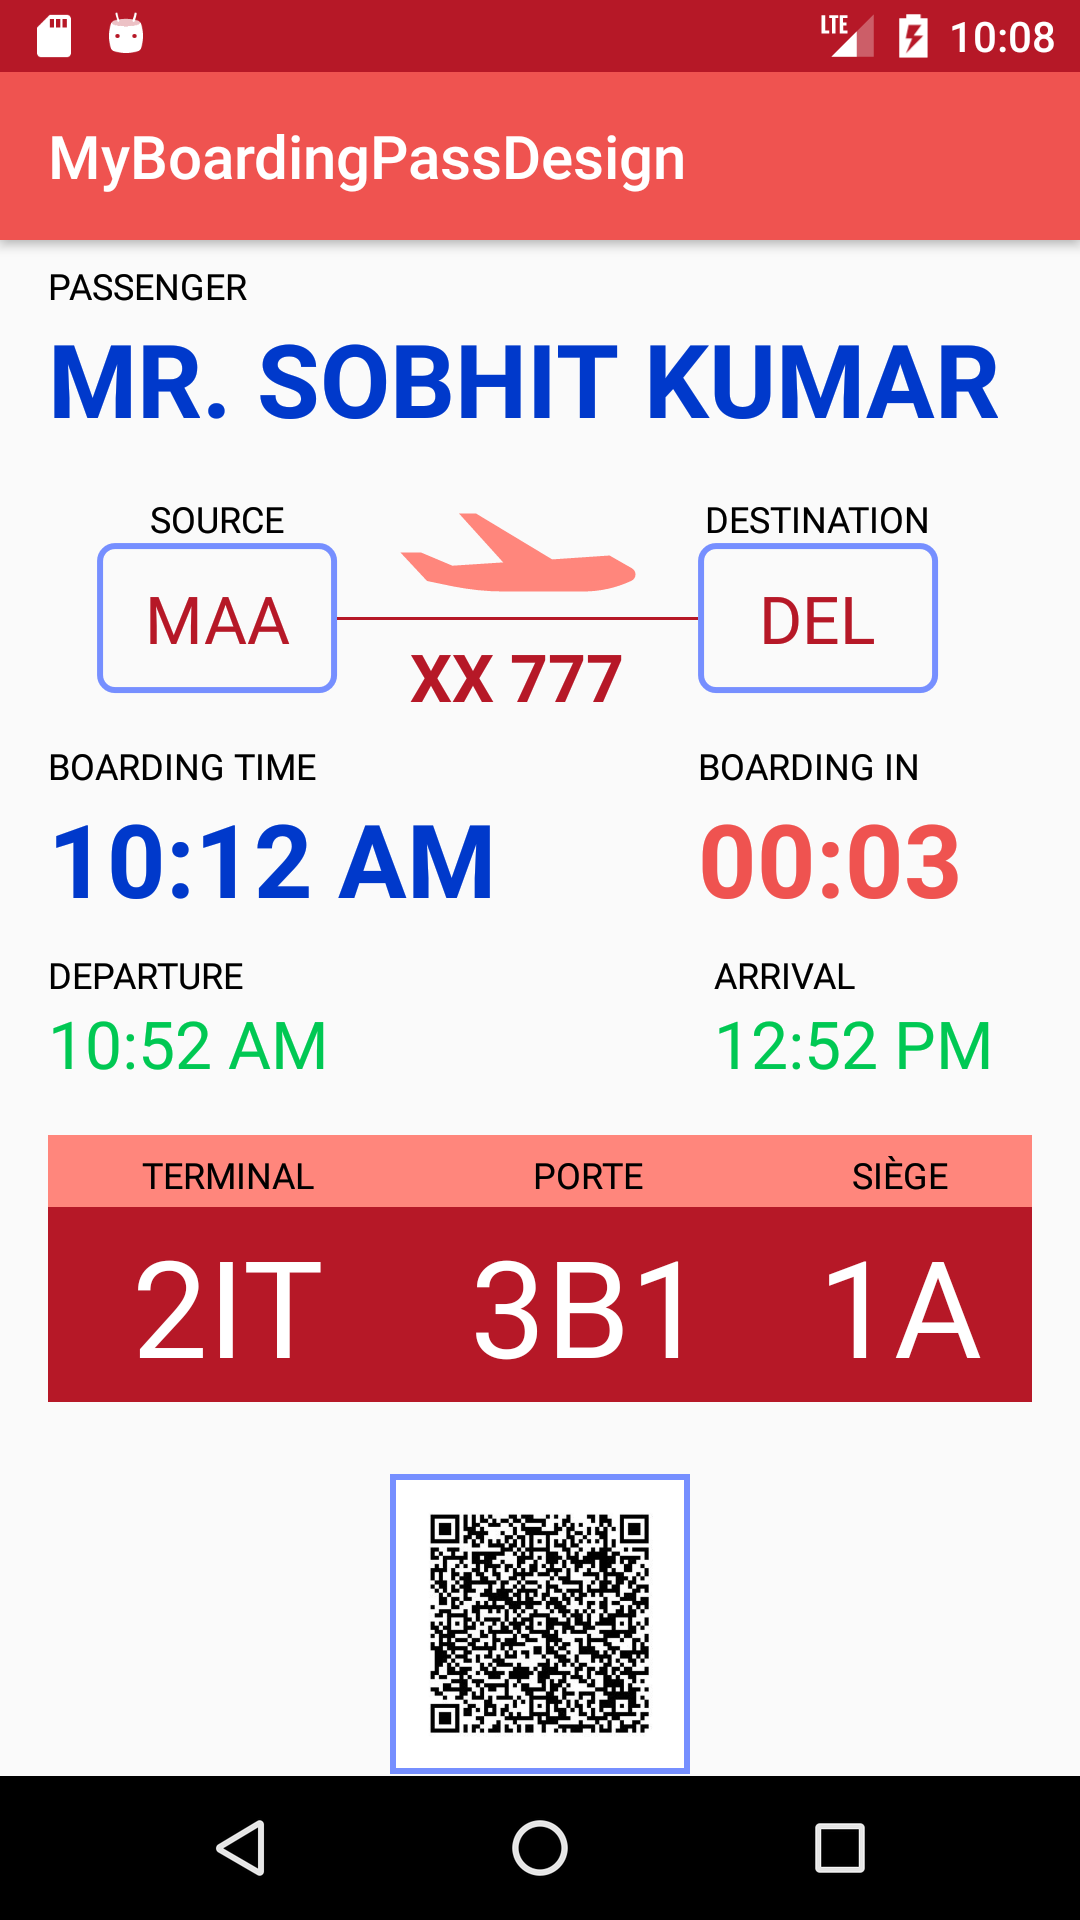 LTE 10:08
MyBoardingPassDesign
PASSENGER
MR. SOBHIT KUMAR
SOURCE DESTINATION
MAA DEL
XX 777
BOARDING TIME BOARDING IN
10:12 AM 00:03
DEPARTURE ARRIVAL
10:52 AM 12:52 PM
TERMINAL PORTE SIÈGE
2IT 3B1 1A